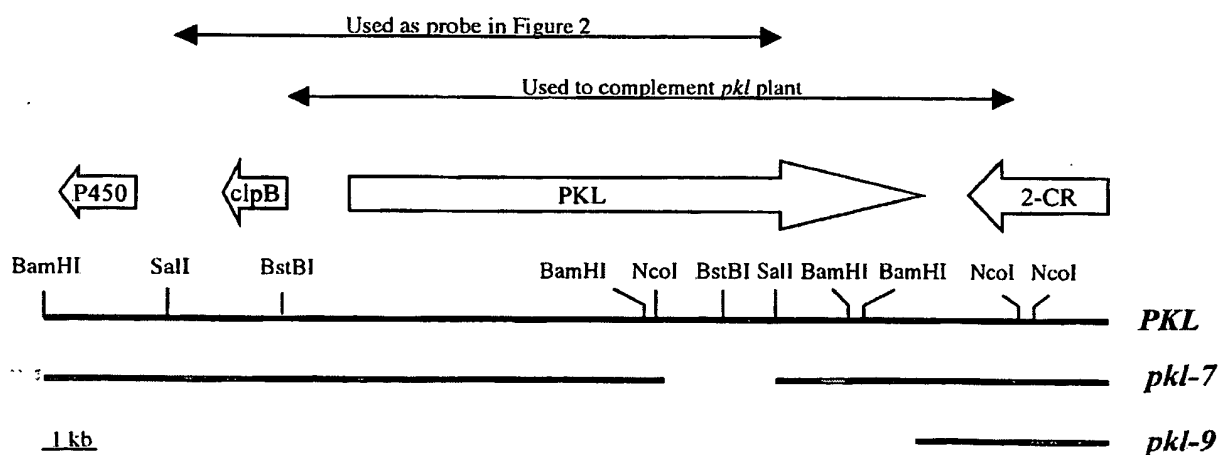 Used as probe in Figure 2
Used to complement pkl plant
P450 clpB PKL 2-CR
BamHI SalI BstBI BamHI NcoI BstBI SalI BamHI BamHI NcoI NcoI
PKL
pkl-7
1 kb pkl-9